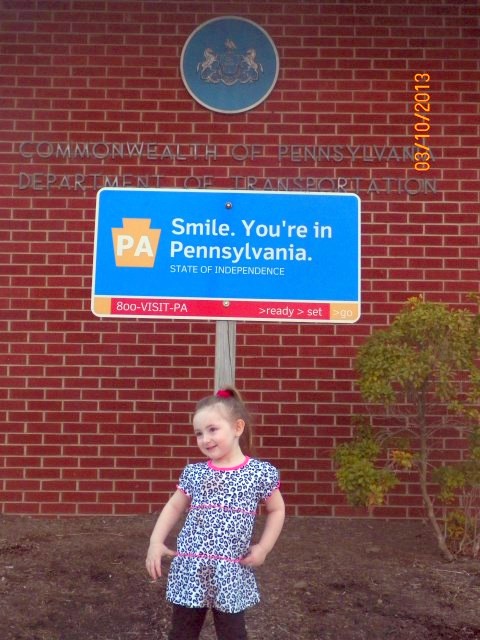 COMMONWEALTH OF PENNSYLVANIA
DEPARTMENT OF TRANSPORTATION
03/10/2013
PA
Smile. You're in
Pennsylvania.
STATE OF INDEPENDENCE
800-VISIT-PA >ready > set >go